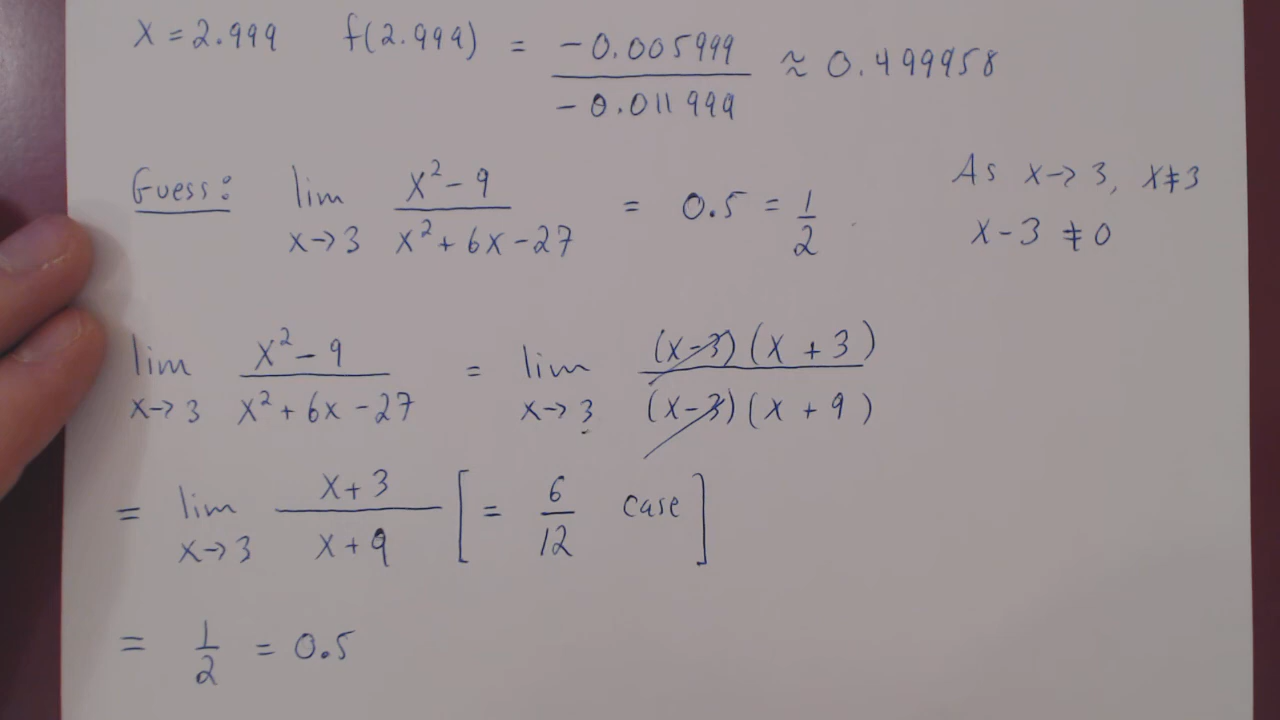 x = 2.999 f(2.999) = -0.005999 / -0.011999 ≈ 0.499958
Guess: lim x→3 x² - 9 / x² + 6x - 27 = 0.5 = 1/2
As x → 3, x ≠ 3
x - 3 ≠ 0
lim x→3 x² - 9 / x² + 6x - 27 = lim x→3 (x-3)(x + 3) / (x-3)(x + 9)
= lim x→3 x + 3 / x + 9 [ = 6/12 case ]
= 1/2 = 0.5